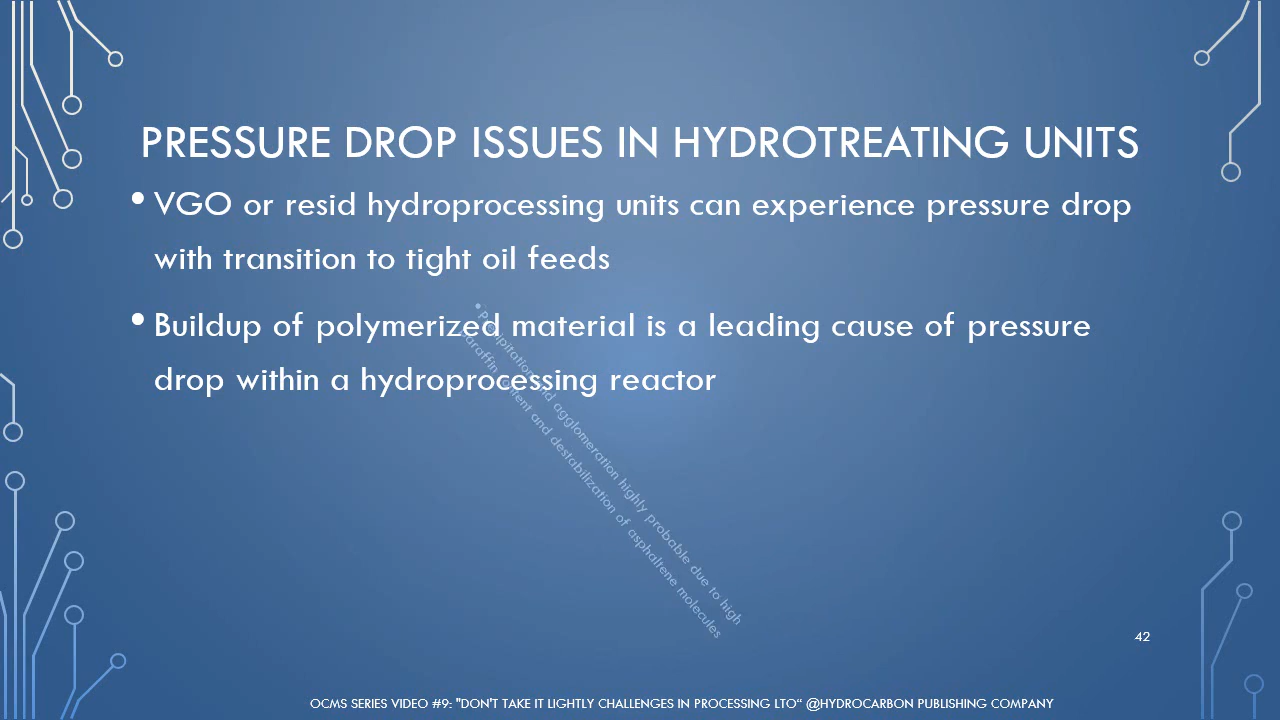 PRESSURE DROP ISSUES IN HYDROTREATING UNITS
• VGO or resid hydroprocessing units can experience pressure drop
with transition to tight oil feeds
• Buildup of polymerized material is a leading cause of pressure
drop within a hydroprocessing reactor
• Precipitation and agglomeration highly probable due to high
paraffin content and destabilization of asphaltene molecules
42
OCMS SERIES VIDEO #9: "DON'T TAKE IT LIGHTLY CHALLENGES IN PROCESSING LTO“ @HYDROCARBON PUBLISHING COMPANY